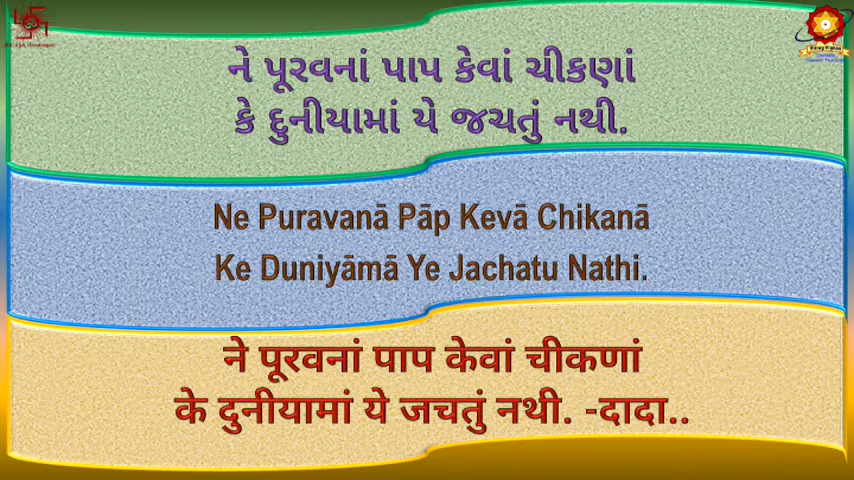 ને પૂરવનાં પાપ કેવાં ચીકણાં
કે દુનીયામાં યે જચતું નથી.
Ne Puravanā Pāp Kevā Chikanā
Ke Duniyāmā Ye Jachatu Nathi.
ने पूरवनां पाप केवां चीकणां
के दुनीयामां ये जचतुं नथी. -दादा..